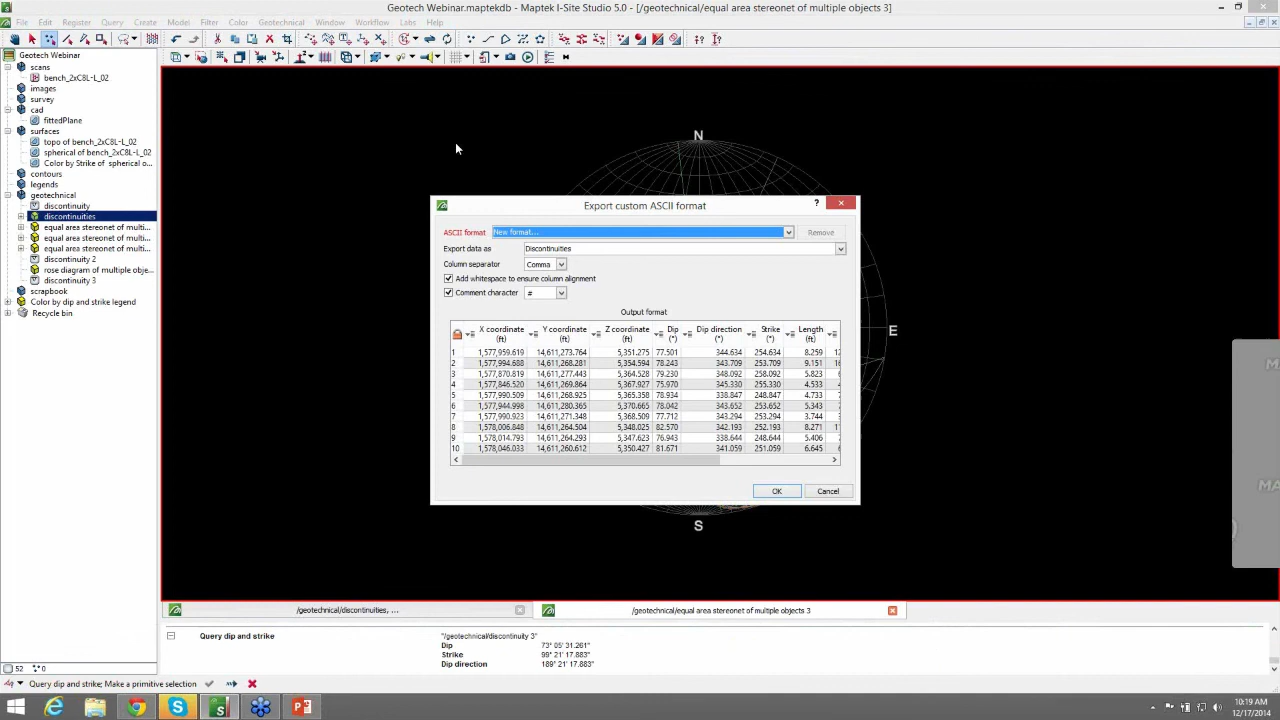 Geotech Webinar.maptekdb - Maptek I-Site Studio 5.0 - [/geotechnical/equal area stereonet of multiple objects 3]
File Edit Register Query Create Model Filter Color Geotechnical Window Workflow Labs Help
Geotech Webinar
scans
bench_2xC8L-L_02
images
survey
cad
fittedPlane
surfaces
topo of bench_2xC8L-L_02
spherical of bench_2xC8L-L_02
Color by Strike of spherical o...
contours
legends
geotechnical
discontinuity
discontinuities
equal area stereonet of multi...
equal area stereonet of multi...
equal area stereonet of multi...
discontinuity 2
rose diagram of multiple obje...
discontinuity 3
scrapbook
Color by dip and strike legend
Recycle bin
N
E
S
Export custom ASCII format
ASCII format New format... Remove
Export data as Discontinuities
Column separator Comma
Add whitespace to ensure column alignment
Comment character #
Output format
X coordinate (ft) Y coordinate (ft) Z coordinate (ft) Dip (°) Dip direction (°) Strike (°) Length (ft)
1 1,577,959.619 14,611,273.764 5,351.275 77.501 344.634 254.634 8.259 12
2 1,577,994.688 14,611,268.281 5,354.594 78.243 343.709 253.709 9.151 16
3 1,577,870.819 14,611,277.443 5,364.528 79.230 348.092 258.092 5.823
4 1,577,846.520 14,611,269.864 5,367.927 75.970 345.330 255.330 4.533
5 1,577,990.509 14,611,268.925 5,365.358 78.934 338.847 248.847 4.733
6 1,577,944.998 14,611,280.365 5,370.665 78.042 343.652 253.652 5.343
7 1,577,990.923 14,611,271.348 5,368.509 77.712 343.294 253.294 3.744
8 1,578,006.848 14,611,264.504 5,348.025 82.570 342.193 252.193 8.271 11
9 1,578,014.793 14,611,264.293 5,347.623 76.943 338.644 248.644 5.406
10 1,578,046.033 14,611,260.612 5,350.427 81.671 341.059 251.059 6.645
OK Cancel
/geotechnical/discontinuities, ... /geotechnical/equal area stereonet of multiple objects 3
Query dip and strike "/geotechnical/discontinuity 3"
Dip 73° 05' 31.261"
Strike 99° 21' 17.883"
Dip direction 189° 21' 17.883"
52 0
Query dip and strike; Make a primitive selection
10:19 AM
12/17/2014